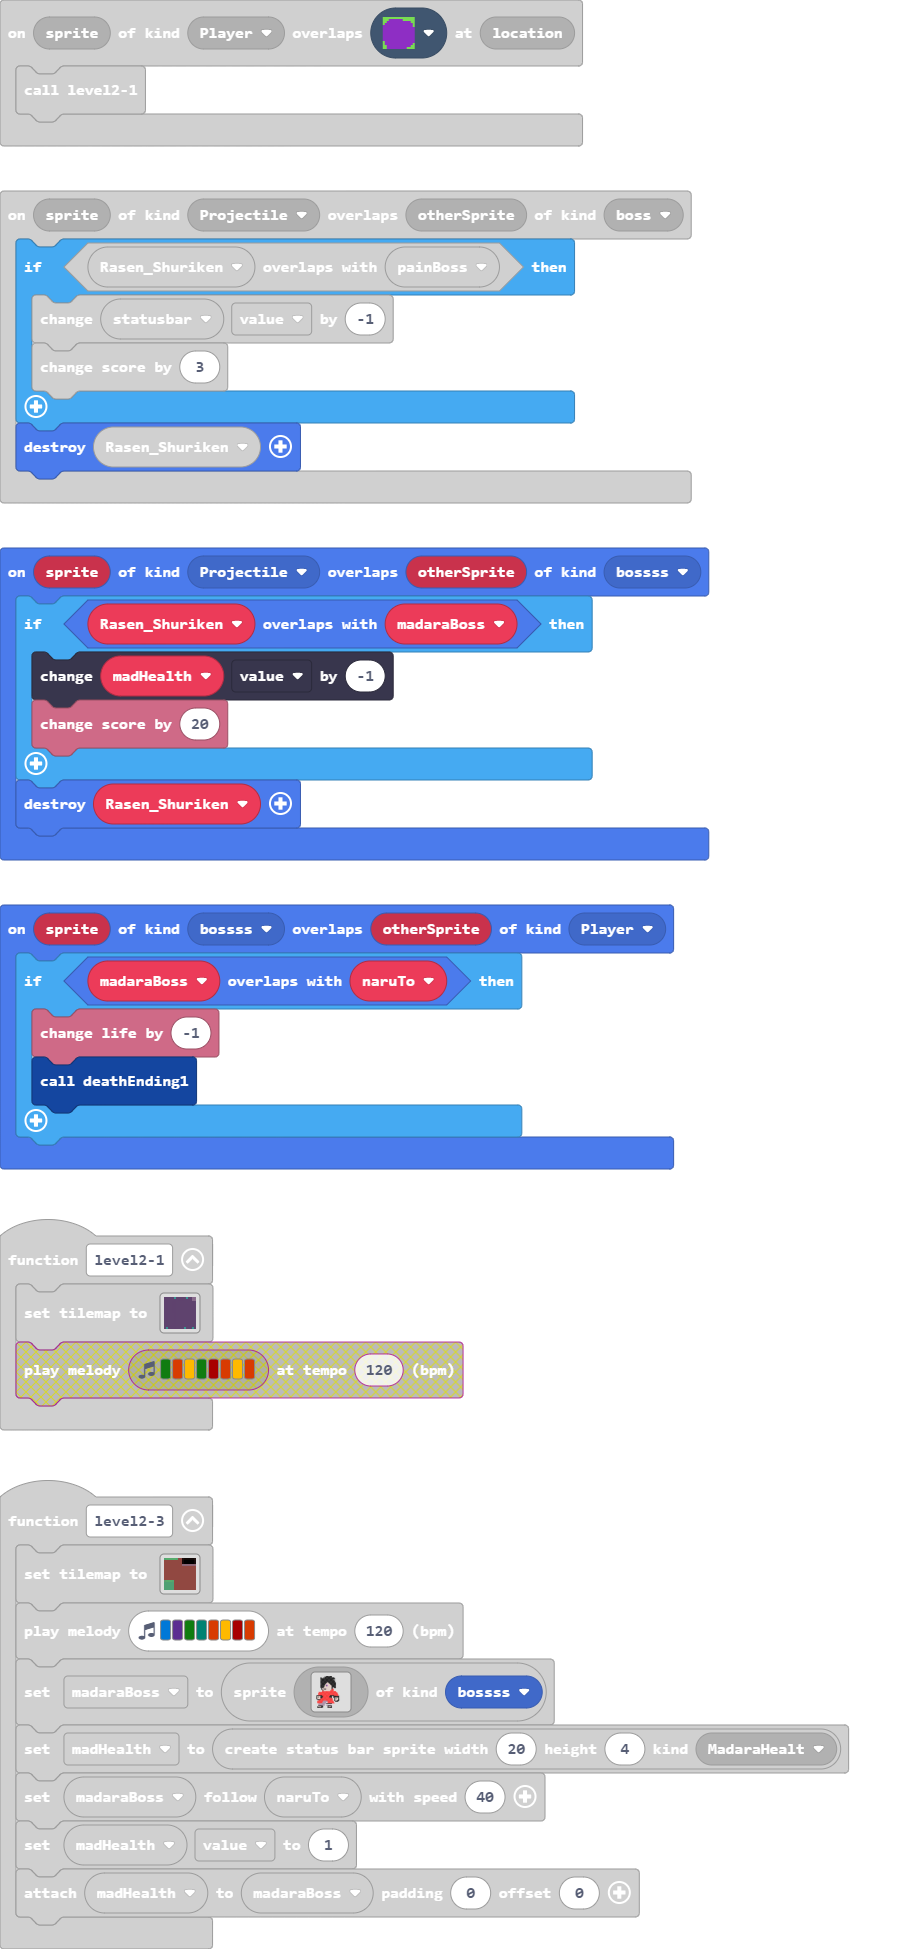 on sprite of kind Player overlaps at location
call level2-1
on sprite of kind Projectile overlaps otherSprite of kind boss
if Rasen_Shuriken overlaps with painBoss then
change statusbar value by -1
change score by 3
destroy Rasen_Shuriken
on sprite of kind Projectile overlaps otherSprite of kind bossss
if Rasen_Shuriken overlaps with madaraBoss then
change madHealth value by -1
change score by 20
destroy Rasen_Shuriken
on sprite of kind bossss overlaps otherSprite of kind Player
if madaraBoss overlaps with naruTo then
change life by -1
call deathEnding1
function level2-1
set tilemap to
play melody at tempo 120 (bpm)
function level2-3
set tilemap to
play melody at tempo 120 (bpm)
set madaraBoss to sprite of kind bossss
set madHealth to create status bar sprite width 20 height 4 kind MadaraHealt
set madaraBoss follow naruTo with speed 40
set madHealth value to 1
attach madHealth to madaraBoss padding 0 offset 0